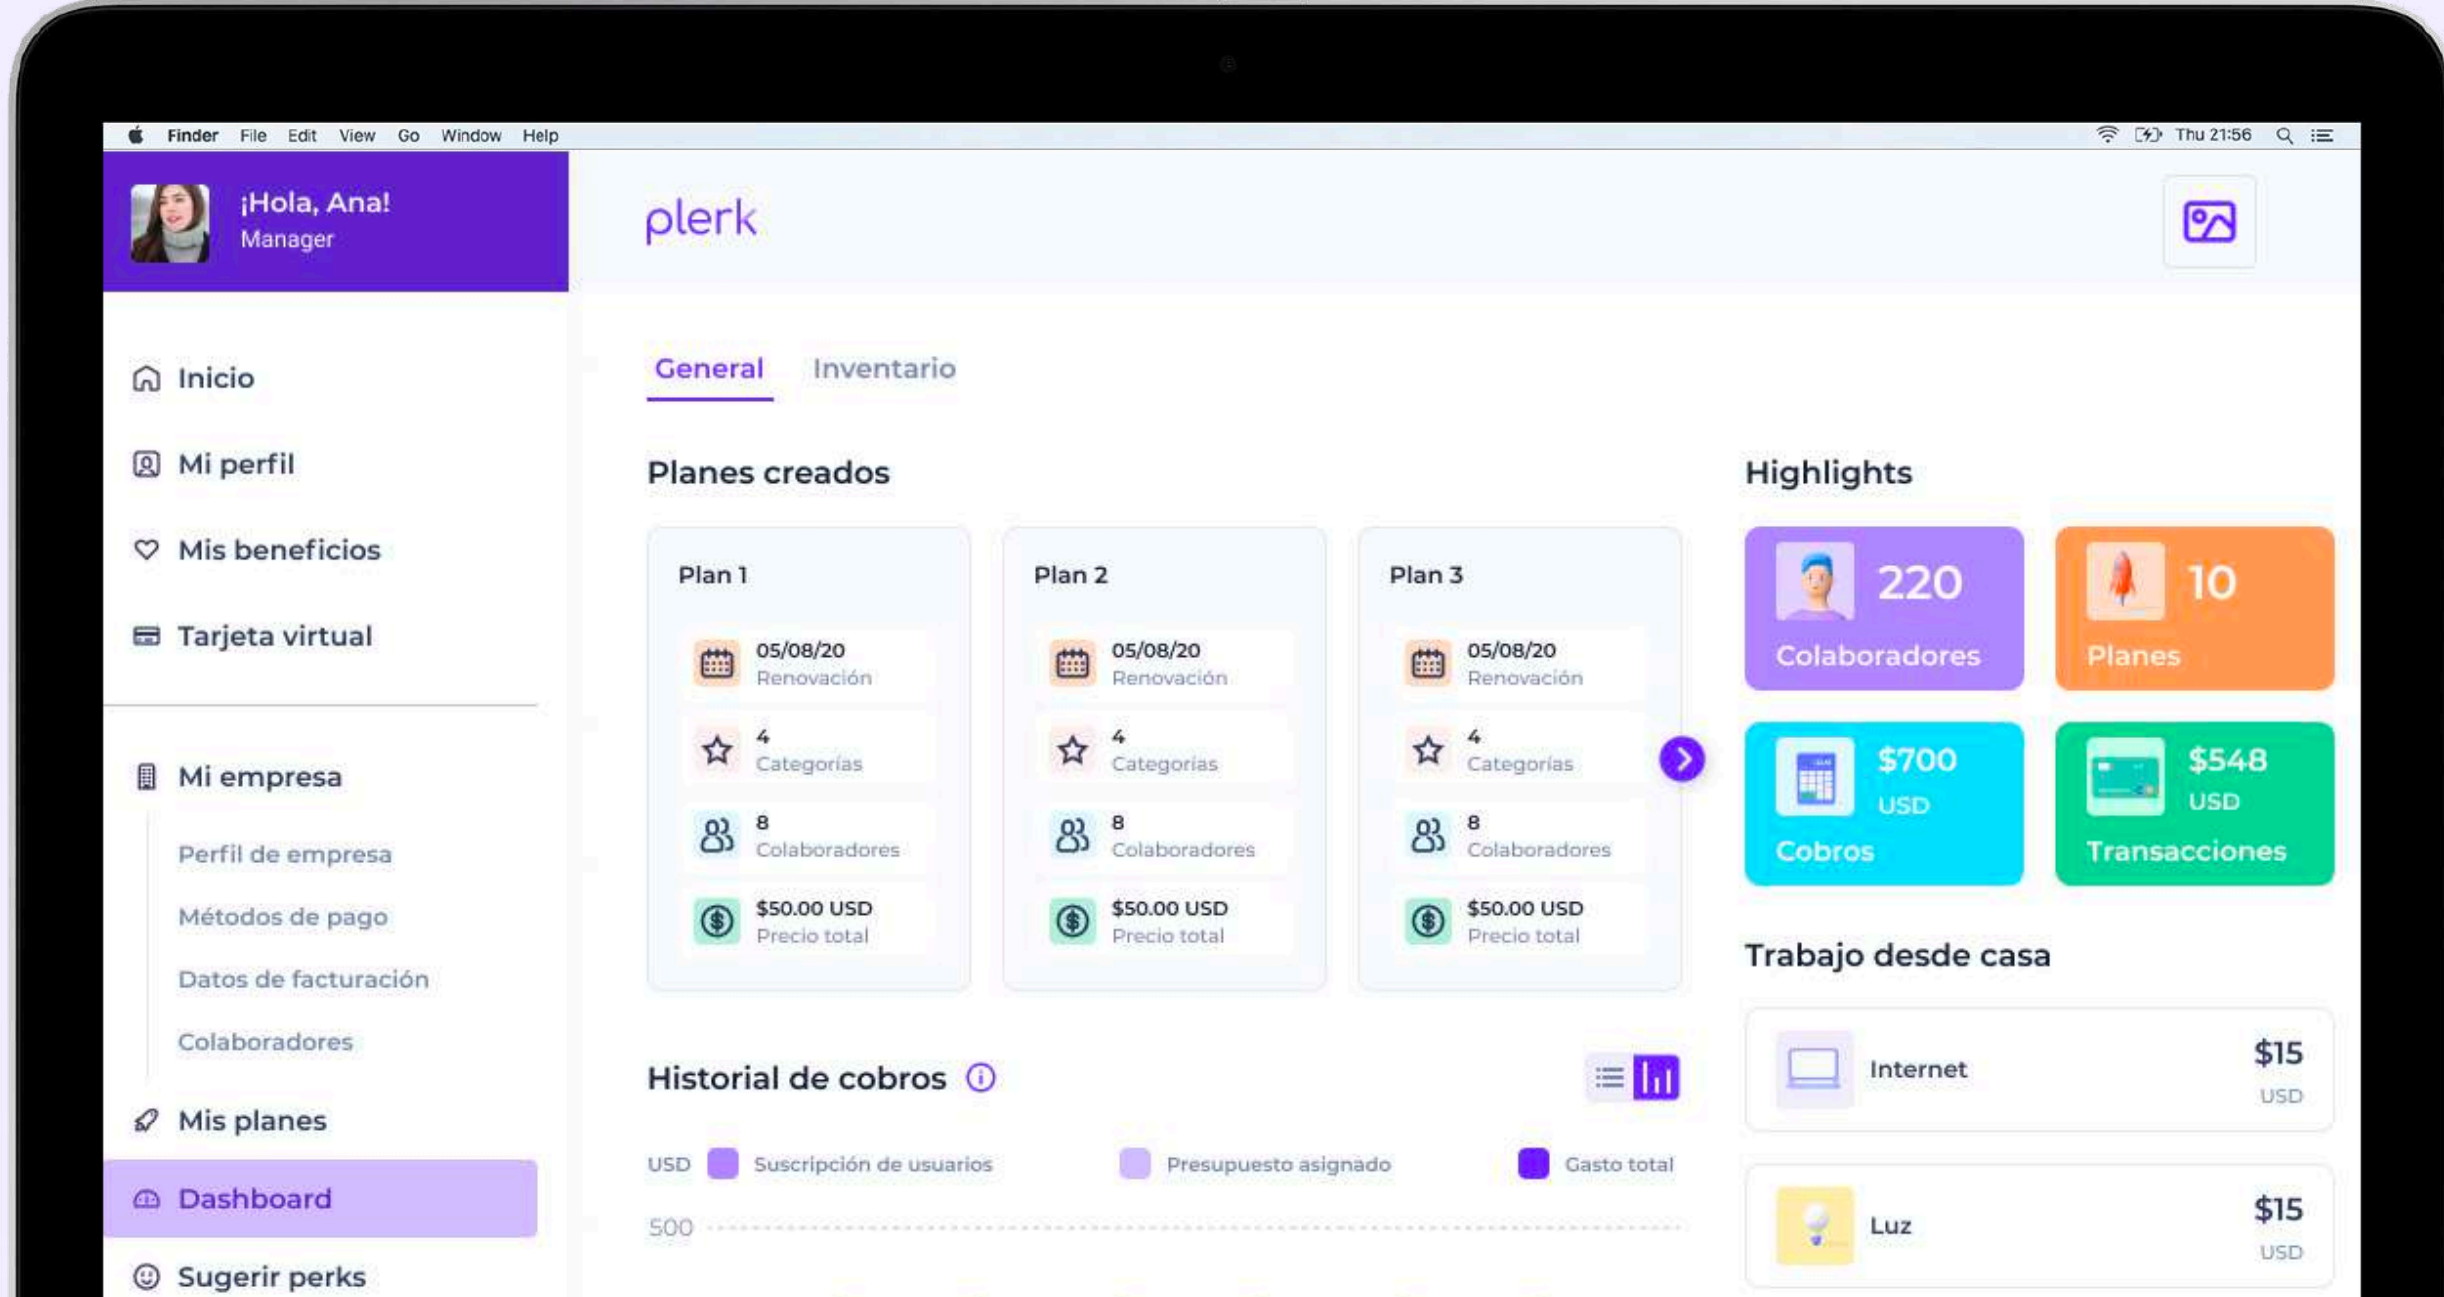 Finder File Edit View Go Window Help
Thu 21:56
¡Hola, Ana!
Manager
plerk
Inicio
Mi perfil
Mis beneficios
Tarjeta virtual
Mi empresa
Perfil de empresa
Métodos de pago
Datos de facturación
Colaboradores
Mis planes
Dashboard
Sugerir perks
General Inventario
Planes creados
Plan 1
05/08/20
Renovación
4
Categorías
8
Colaboradores
$50.00 USD
Precio total
Plan 2
05/08/20
Renovación
4
Categorías
8
Colaboradores
$50.00 USD
Precio total
Plan 3
05/08/20
Renovación
4
Categorías
8
Colaboradores
$50.00 USD
Precio total
Historial de cobros
USD Suscripción de usuarios Presupuesto asignado Gasto total
500
Highlights
220
Colaboradores
10
Planes
$700
USD
Cobros
$548
USD
Transacciones
Trabajo desde casa
Internet
$15
USD
Luz
$15
USD